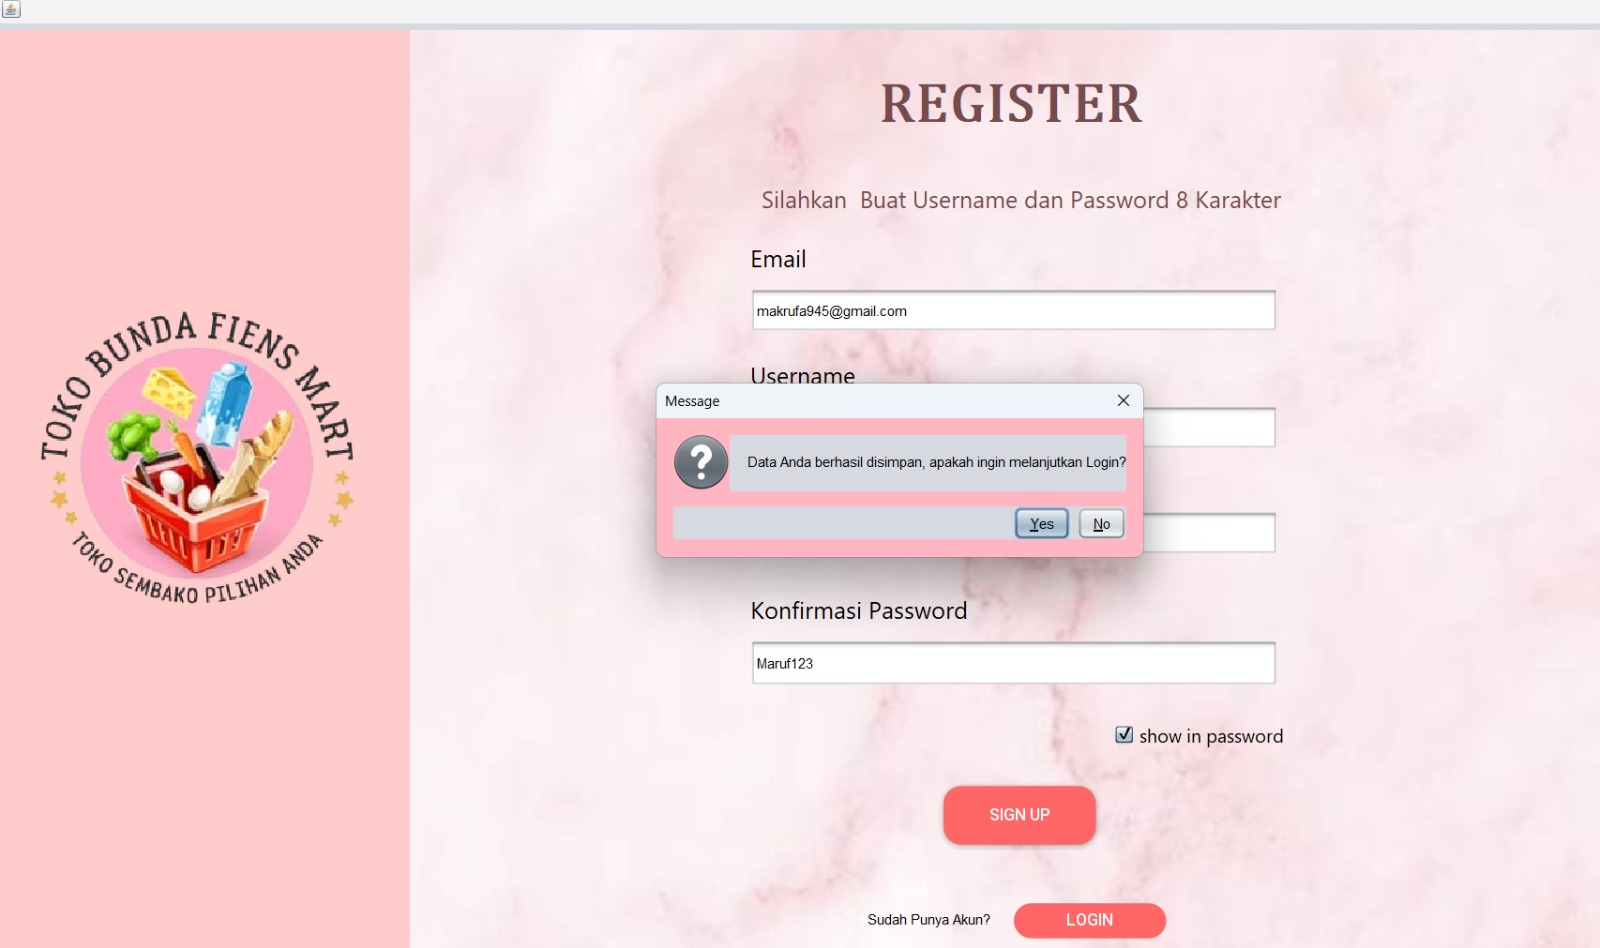 REGISTER
Silahkan  Buat Username dan Password 8 Karakter
Email
makrufa945@gmail.com
Username
Message
Data Anda berhasil disimpan, apakah ingin melanjutkan Login?
Yes
No
Konfirmasi Password
Maruf123
show in password
SIGN UP
Sudah Punya Akun?
LOGIN
TOKO BUNDA FIENS MART
TOKO SEMBAKO PILIHAN ANDA